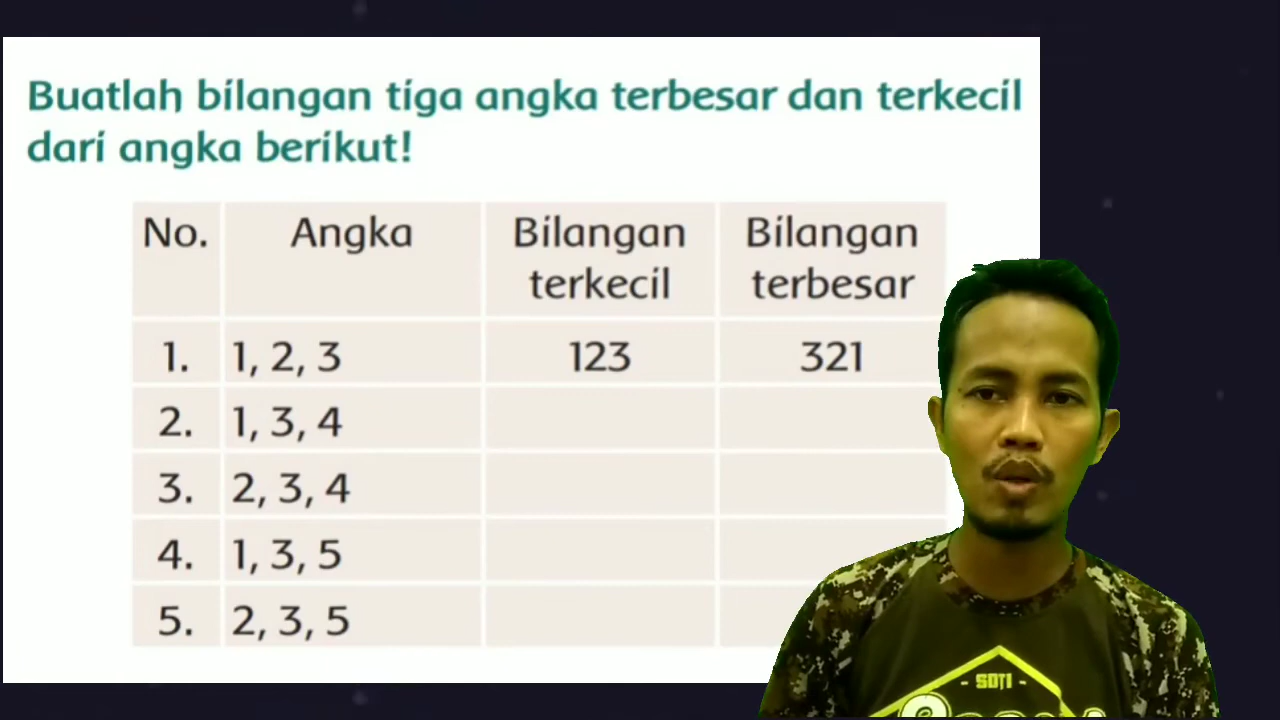 Buatlah bilangan tiga angka terbesar dan terkecil
dari angka berikut!
No. Angka Bilangan terkecil Bilangan terbesar
1. 1, 2, 3 123 321
2. 1, 3, 4
3. 2, 3, 4
4. 1, 3, 5
5. 2, 3, 5
- SOTI -